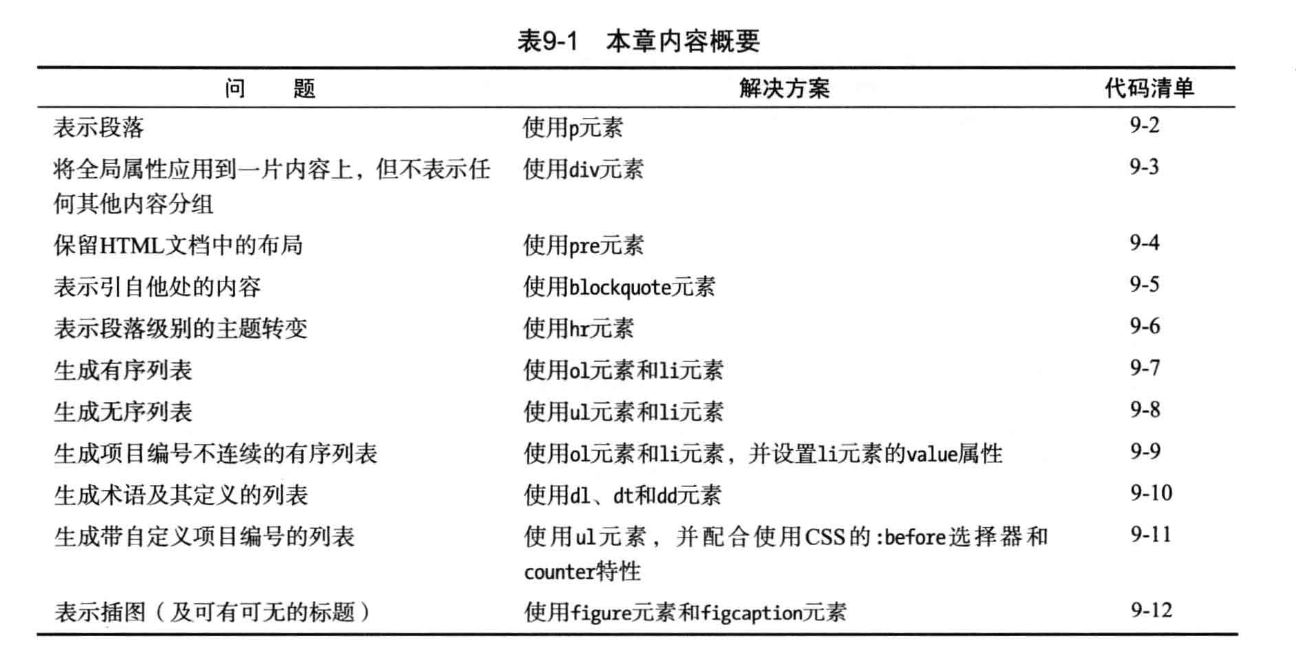 表9-1 本章内容概要
问 题 解决方案 代码清单
表示段落 使用p元素 9-2
将全局属性应用到一片内容上，但不表示任 使用div元素 9-3
何其他内容分组
保留HTML文档中的布局 使用pre元素 9-4
表示引自他处的内容 使用blockquote元素 9-5
表示段落级别的主题转变 使用hr元素 9-6
生成有序列表 使用ol元素和li元素 9-7
生成无序列表 使用ul元素和li元素 9-8
生成项目编号不连续的有序列表 使用ol元素和li元素，并设置li元素的value属性 9-9
生成术语及其定义的列表 使用dl、dt和dd元素 9-10
生成带自定义项目编号的列表 使用ul元素，并配合使用CSS的:before选择器和 9-11
counter特性
表示插图（及可有可无的标题） 使用figure元素和figcaption元素 9-12